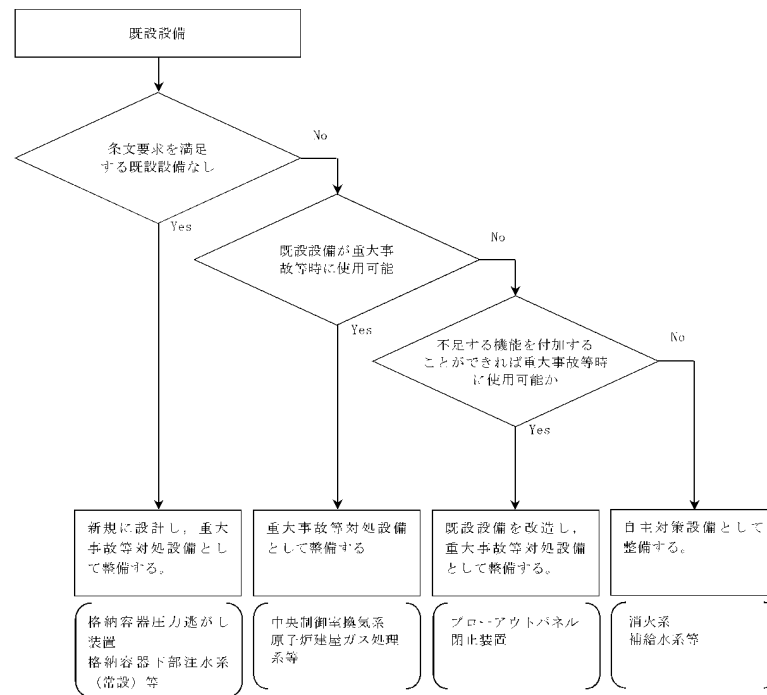 既設設備
条文要求を満足
する既設設備なし
No
Yes
既設設備が重大事
故等時に使用可能
No
Yes
不足する機能を付加する
ことができれば重大事故等時
に使用可能か
No
Yes
新規に設計し，重大
事故等対処設備とし
て整備する。
重大事故等対処設備
として整備する
既設設備を改造し，
重大事故等対処設備
として整備する。
自主対策設備として
整備する。
格納容器圧力逃がし
装置
格納容器下部注水系
（常設）等
中央制御室換気系
原子炉建屋ガス処理
系等
ブローアウトパネル
閉止装置
消火系
補給水系等